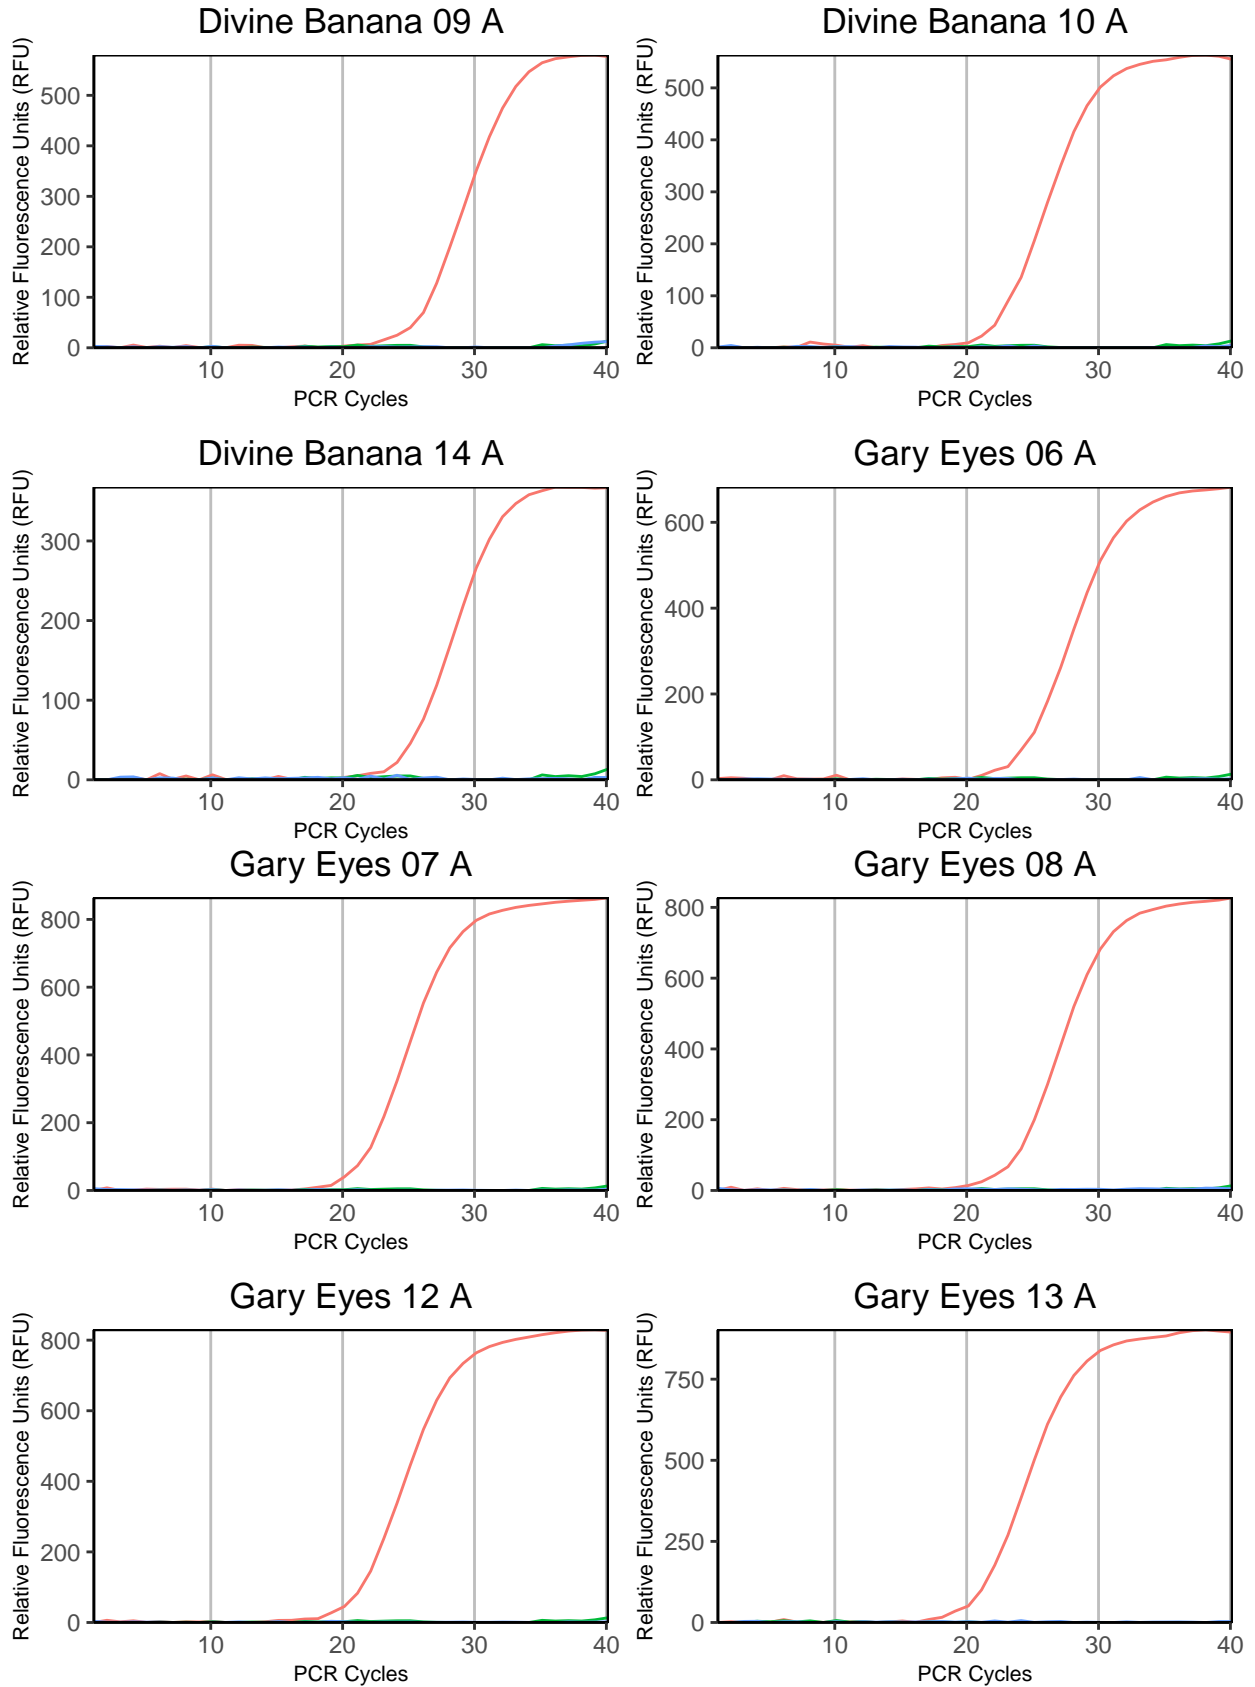 Divine Banana 09 A
Relative Fluorescence Units (RFU)
500
400
300
200
100
0
10 20 30 40
PCR Cycles
Divine Banana 10 A
Relative Fluorescence Units (RFU)
500
400
300
200
100
0
10 20 30 40
PCR Cycles
Divine Banana 14 A
Relative Fluorescence Units (RFU)
300
200
100
0
10 20 30 40
PCR Cycles
Gary Eyes 06 A
Relative Fluorescence Units (RFU)
600
400
200
0
10 20 30 40
PCR Cycles
Gary Eyes 07 A
Relative Fluorescence Units (RFU)
800
600
400
200
0
10 20 30 40
PCR Cycles
Gary Eyes 08 A
Relative Fluorescence Units (RFU)
800
600
400
200
0
10 20 30 40
PCR Cycles
Gary Eyes 12 A
Relative Fluorescence Units (RFU)
800
600
400
200
0
10 20 30 40
PCR Cycles
Gary Eyes 13 A
Relative Fluorescence Units (RFU)
750
500
250
0
10 20 30 40
PCR Cycles